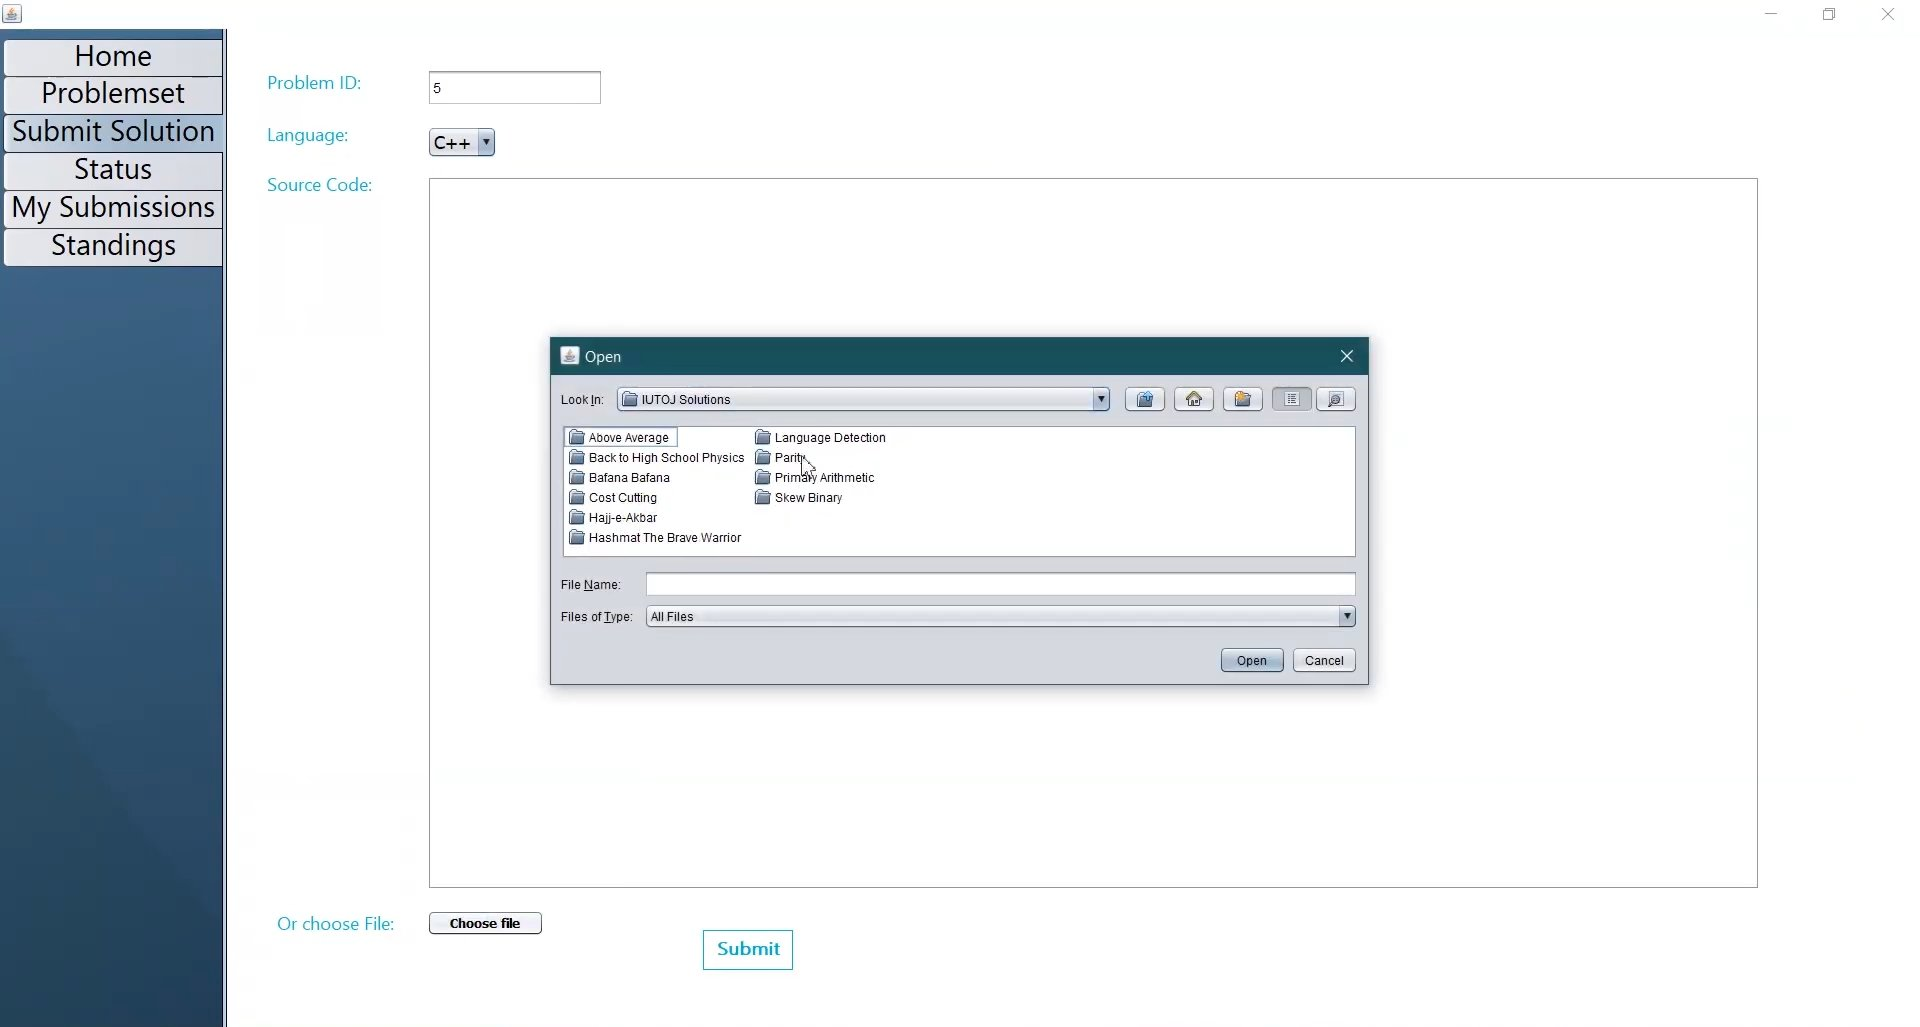 Home
Problemset
Submit Solution
Status
My Submissions
Standings
Problem ID:
5
Language:
C++
Source Code:
Open
Look In:
IUTOJ Solutions
Above Average
Back to High School Physics
Bafana Bafana
Cost Cutting
Hajj-e-Akbar
Hashmat The Brave Warrior
Language Detection
Parity
Primary Arithmetic
Skew Binary
File Name:
Files of Type:
All Files
Open
Cancel
Or choose File:
Choose file
Submit